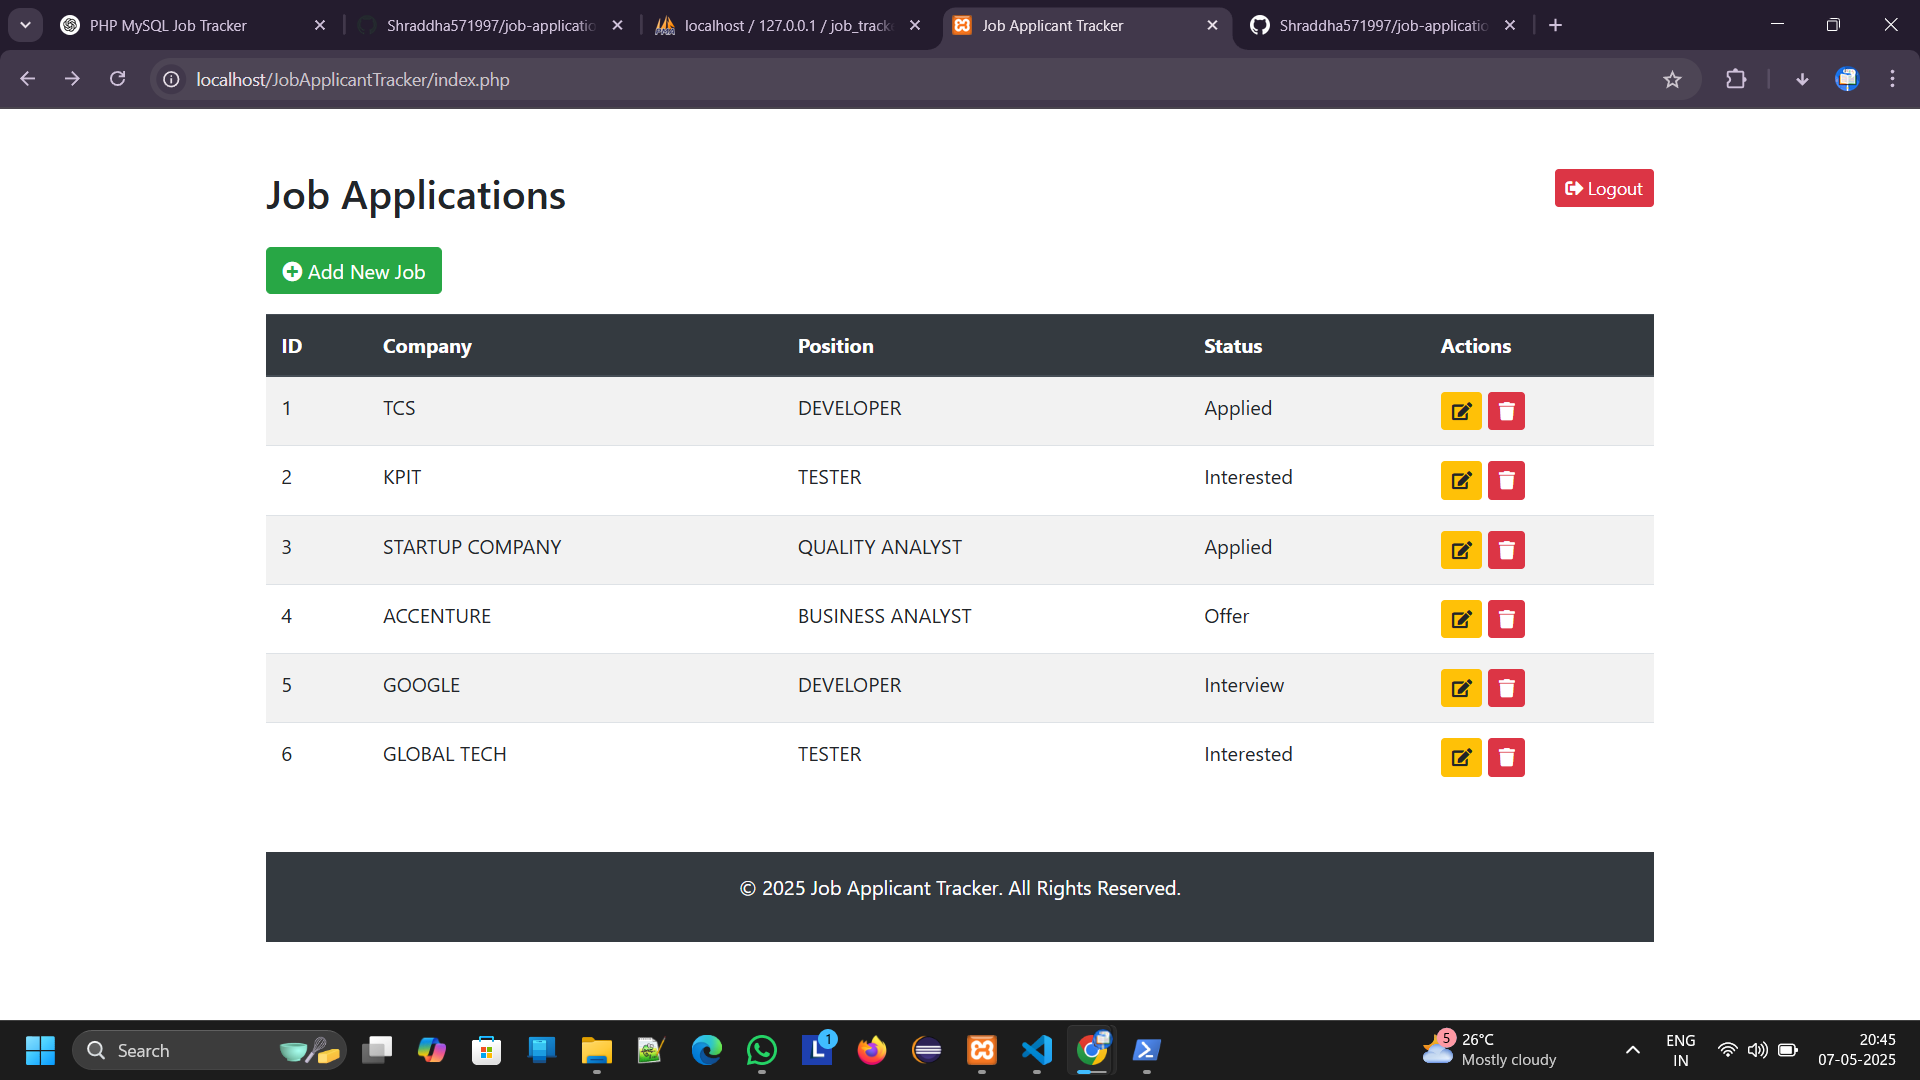 PHP MySQL Job Tracker
Shraddha571997/job-applicatio
localhost / 127.0.0.1 / job_track
Job Applicant Tracker
Shraddha571997/job-applicatio
localhost/JobApplicantTracker/index.php
Job Applications
Logout
Add New Job
ID Company Position Status Actions
1 TCS DEVELOPER Applied
2 KPIT TESTER Interested
3 STARTUP COMPANY QUALITY ANALYST Applied
4 ACCENTURE BUSINESS ANALYST Offer
5 GOOGLE DEVELOPER Interview
6 GLOBAL TECH TESTER Interested
© 2025 Job Applicant Tracker. All Rights Reserved.
Search
L
1
5
26°C
Mostly cloudy
ENG
IN
20:45
07-05-2025